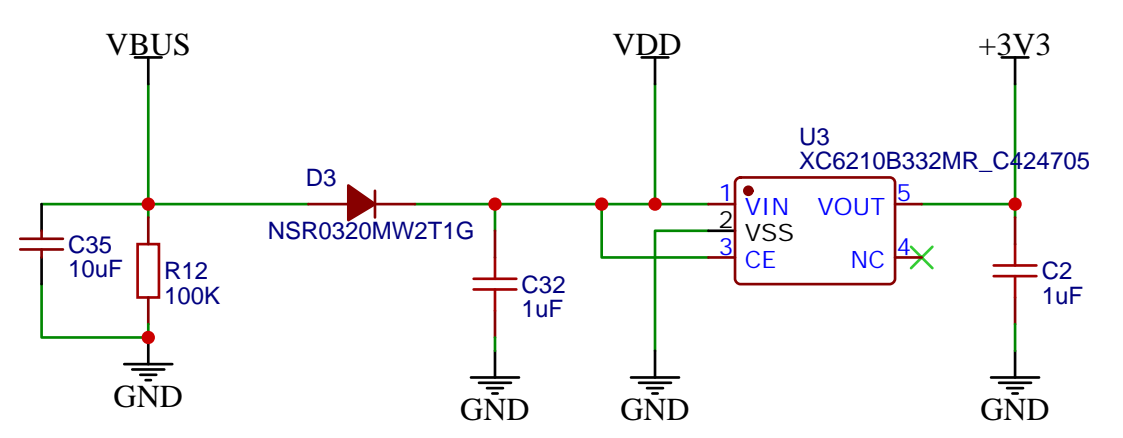 VBUS
VDD
+3V3
U3
XC6210B332MR_C424705
D3
NSR0320MW2T1G
1
VIN
VOUT
5
2
VSS
3
CE
NC
4
C35
10uF
R12
100K
C32
1uF
C2
1uF
GND
GND
GND
GND